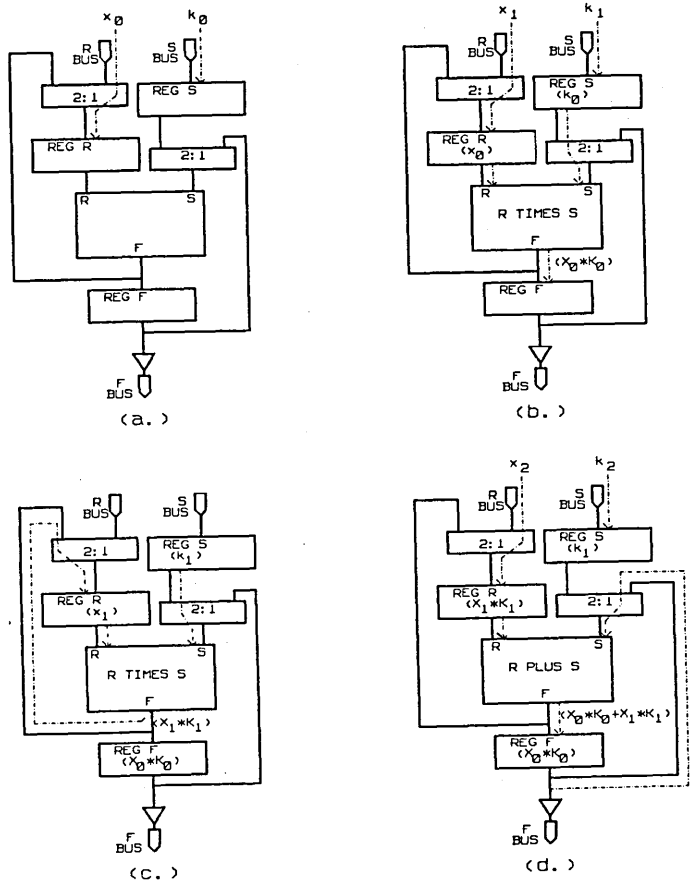 x0 k0
R BUS S BUS
REG S
2:1
REG R
2:1
R S
F
REG F
F BUS
(a.)
x1 k1
R BUS S BUS
REG S
(k0)
2:1
REG R
(x0)
2:1
R S
R TIMES S
F
(X0*K0)
REG F
F BUS
(b.)
R BUS S BUS
REG S
(k1)
2:1
REG R
(x1)
2:1
R S
R TIMES S
F
(X1*K1)
REG F
(X0*K0)
F BUS
(c.)
x2 k2
R BUS S BUS
REG S
(k1)
2:1
REG R
(X1*K1)
2:1
R S
R PLUS S
F
(X0*K0+X1*K1)
REG F
(X0*K0)
F BUS
(d.)